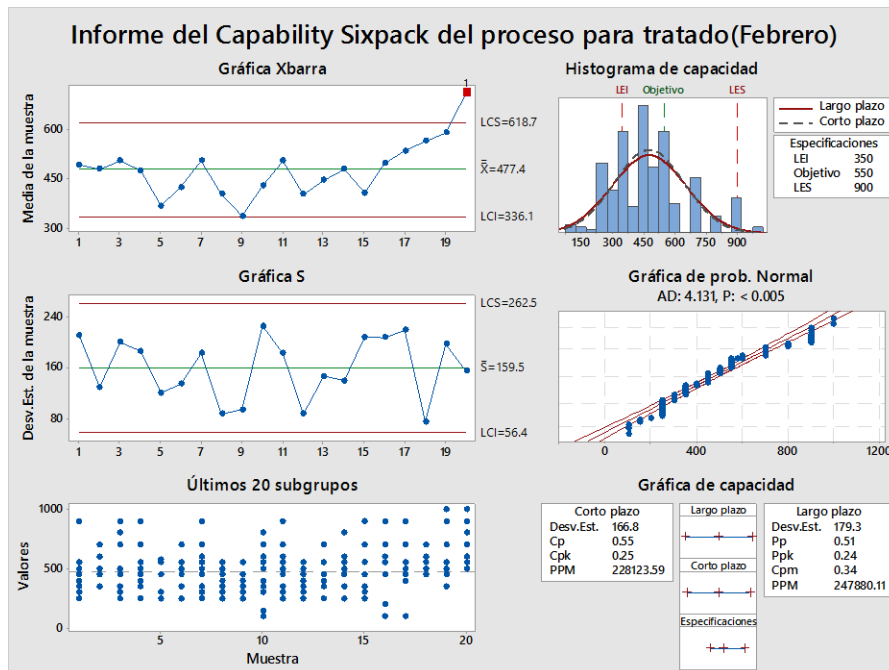 Informe del Capability Sixpack del proceso para tratado(Febrero)
Gráfica Xbarra
Media de la muestra
600
450
300
1
LCS=618.7
X=477.4
LCI=336.1
1 3 5 7 9 11 13 15 17 19
Histograma de capacidad
LEI Objetivo LES
Largo plazo
Corto plazo
Especificaciones
LEI 350
Objetivo 550
LES 900
150 300 450 600 750 900
Gráfica S
Desv.Est. de la muestra
240
160
80
LCS=262.5
S=159.5
LCI=56.4
1 3 5 7 9 11 13 15 17 19
Gráfica de prob. Normal
AD: 4.131, P: < 0.005
0 400 800 1200
Últimos 20 subgrupos
Valores
1000
500
0
5 10 15 20
Muestra
Gráfica de capacidad
Corto plazo
Desv.Est. 166.8
Cp 0.55
Cpk 0.25
PPM 228123.59
Largo plazo
Corto plazo
Especificaciones
Largo plazo
Desv.Est. 179.3
Pp 0.51
Ppk 0.24
Cpm 0.34
PPM 247880.11